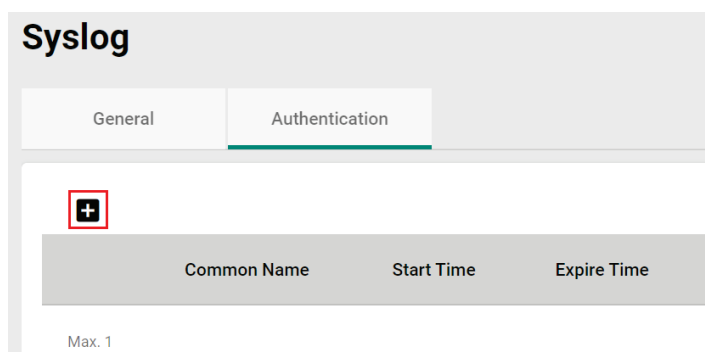 Syslog
General Authentication
Common Name Start Time Expire Time
Max. 1